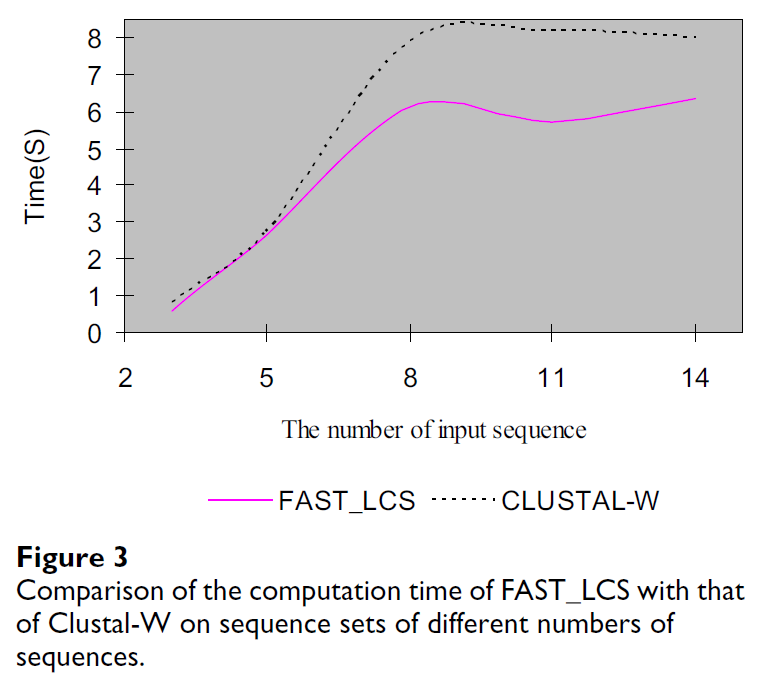 8
7
6
5
4
3
2
1
0
Time(S)
2 5 8 11 14
The number of input sequence
FAST_LCS CLUSTAL-W
Figure 3
Comparison of the computation time of FAST_LCS with that
of Clustal-W on sequence sets of different numbers of
sequences.